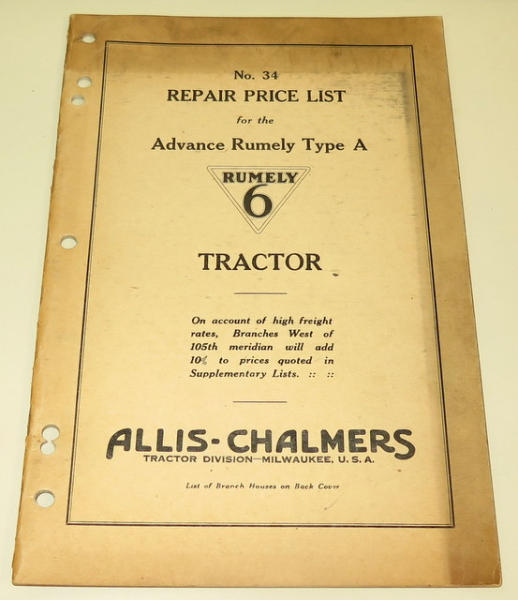 No. 34
REPAIR PRICE LIST
for the
Advance Rumely Type A
RUMELY
6
TRACTOR
On account of high freight
rates, Branches West of
105th meridian will add
10% to prices quoted in
Supplementary Lists. :: ::
ALLIS-CHALMERS
TRACTOR DIVISION—MILWAUKEE, U. S. A.
List of Branch Houses on Back Cover